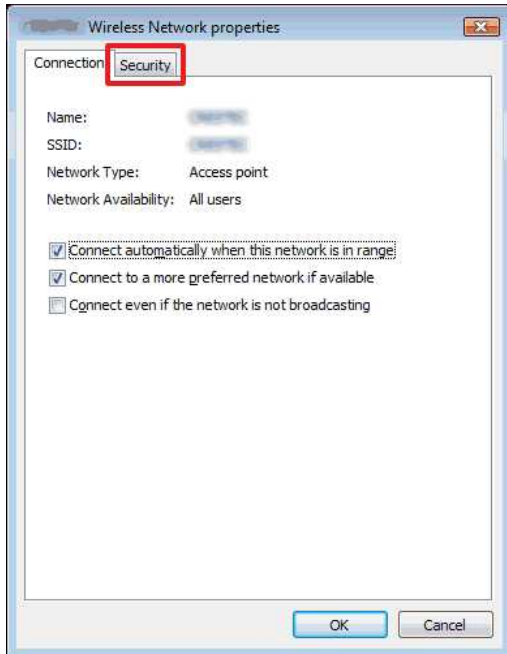 Wireless Network properties
Connection Security
Name:
SSID:
Network Type: Access point
Network Availability: All users
Connect automatically when this network is in range
Connect to a more preferred network if available
Connect even if the network is not broadcasting
OK Cancel